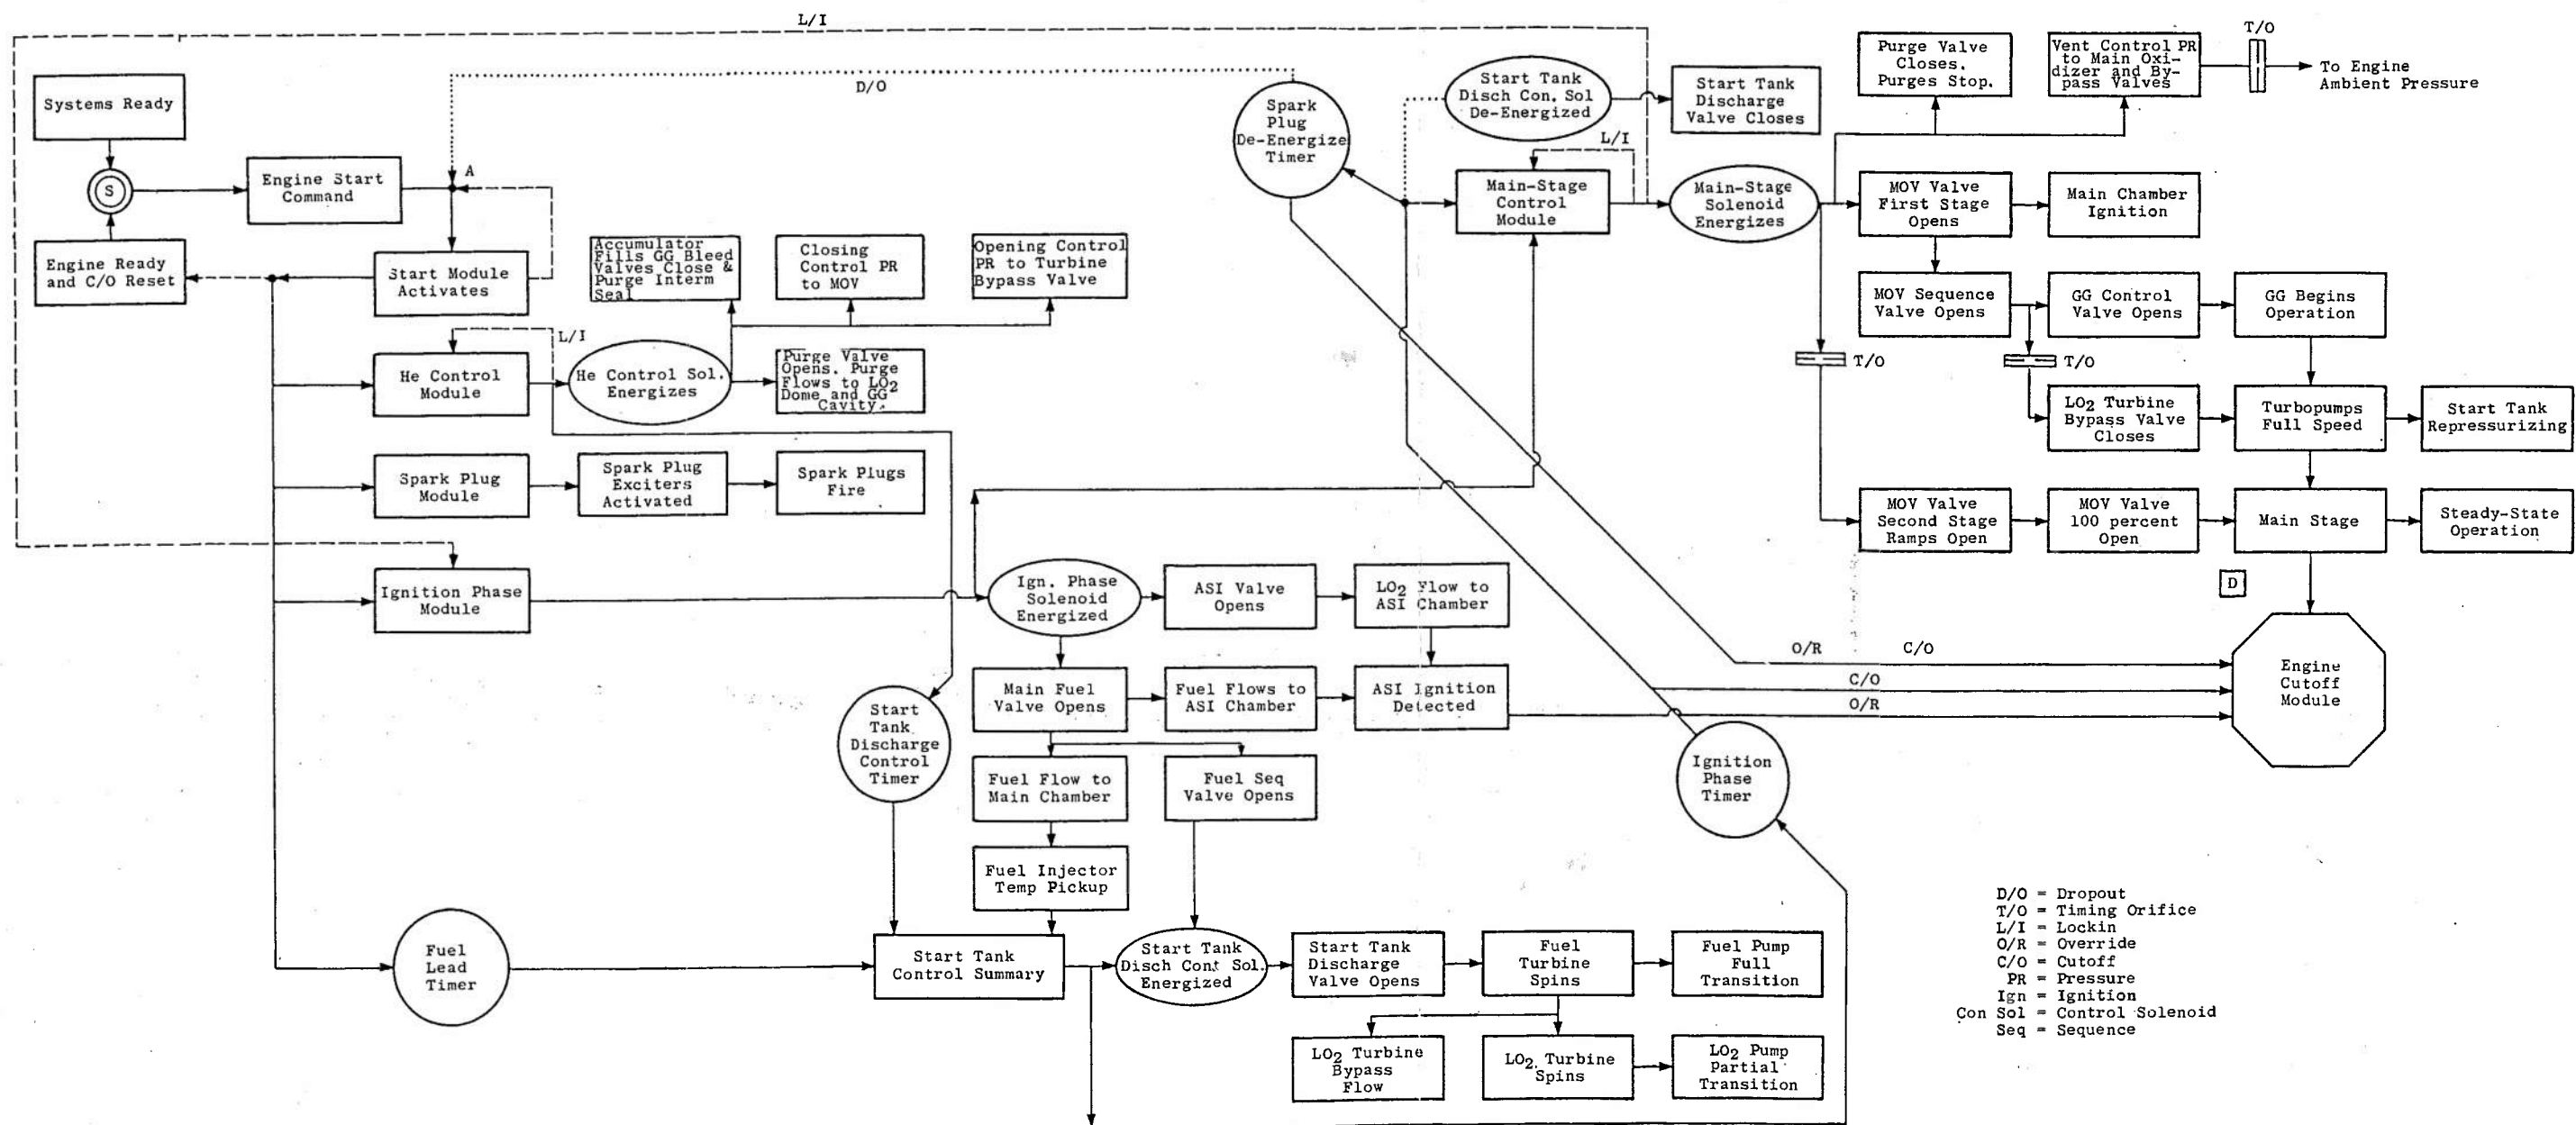 L/I
Systems Ready
S
Engine Start
Command
A
D/O
Engine Ready
and C/O Reset
Start Module
Activates
Accumulator
Fills GG Bleed
Valves Close &
Purge Interm
Seal
Closing
Control PR
to MOV
Opening Control
PR to Turbine
Bypass Valve
L/I
He Control
Module
He Control Sol.
Energizes
Purge Valve
Opens. Purge
Flows to LO2
Dome and GG
Cavity.
Spark Plug
Module
Spark Plug
Exciters
Activated
Spark Plugs
Fire
Ignition Phase
Module
Spark
Plug
De-Energize
Timer
Start Tank
Disch Con. Sol
De-Energized
Start Tank
Discharge
Valve Closes
L/I
Main-Stage
Control
Module
Main-Stage
Solenoid
Energizes
Purge Valve
Closes.
Purges Stop.
Vent Control PR
to Main Oxi-
dizer and By-
pass Valves
T/O
To Engine
Ambient Pressure
MOV Valve
First Stage
Opens
Main Chamber
Ignition
MOV Sequence
Valve Opens
GG Control
Valve Opens
GG Begins
Operation
T/O
T/O
LO2 Turbine
Bypass Valve
Closes
Turbopumps
Full Speed
Start Tank
Repressurizing
MOV Valve
Second Stage
Ramps Open
MOV Valve
100 percent
Open
Main Stage
Steady-State
Operation
D
Ign. Phase
Solenoid
Energized
ASI Valve
Opens
LO2 Flow to
ASI Chamber
Main Fuel
Valve Opens
Fuel Flows to
ASI Chamber
ASI Ignition
Detected
O/R
C/O
C/O
O/R
Engine
Cutoff
Module
Start
Tank
Discharge
Control
Timer
Fuel Flow to
Main Chamber
Fuel Seq
Valve Opens
Ignition
Phase
Timer
Fuel Injector
Temp Pickup
Fuel
Lead
Timer
Start Tank
Control Summary
Start Tank
Disch Cont Sol.
Energized
Start Tank
Discharge
Valve Opens
Fuel
Turbine
Spins
Fuel Pump
Full
Transition
LO2 Turbine
Bypass
Flow
LO2 Turbine
Spins
LO2 Pump
Partial
Transition
D/O = Dropout
T/O = Timing Orifice
L/I = Lockin
O/R = Override
C/O = Cutoff
PR = Pressure
Ign = Ignition
Con Sol = Control Solenoid
Seq = Sequence